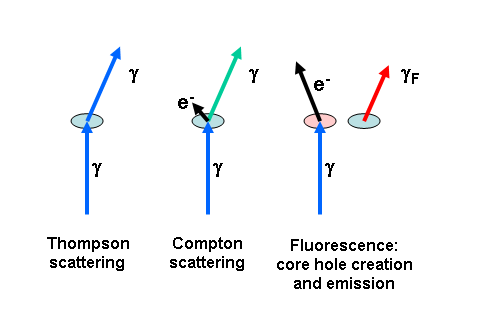 γ γ e- γF
e-
γ γ γ
Thompson
scattering
Compton
scattering
Fluorescence:
core hole creation
and emission